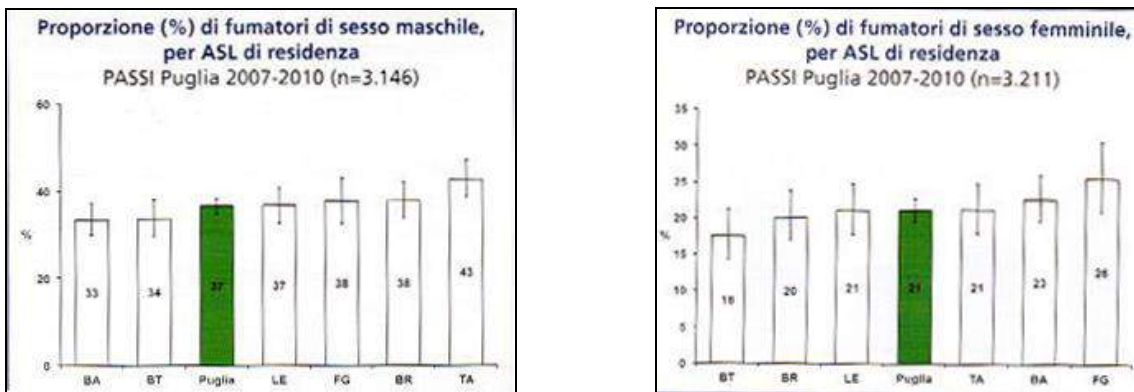 Proporzione (%) di fumatori di sesso maschile,
per ASL di residenza
PASSI Puglia 2007-2010 (n=3.146)
60
40
%
20
0
33
34
37
37
38
38
43
BA
BT
Puglia
LE
FG
BR
TA
Proporzione (%) di fumatori di sesso femminile,
per ASL di residenza
PASSI Puglia 2007-2010 (n=3.211)
35
30
25
20
%
15
10
5
0
18
20
21
21
21
23
26
BT
BR
LE
Puglia
TA
BA
FG